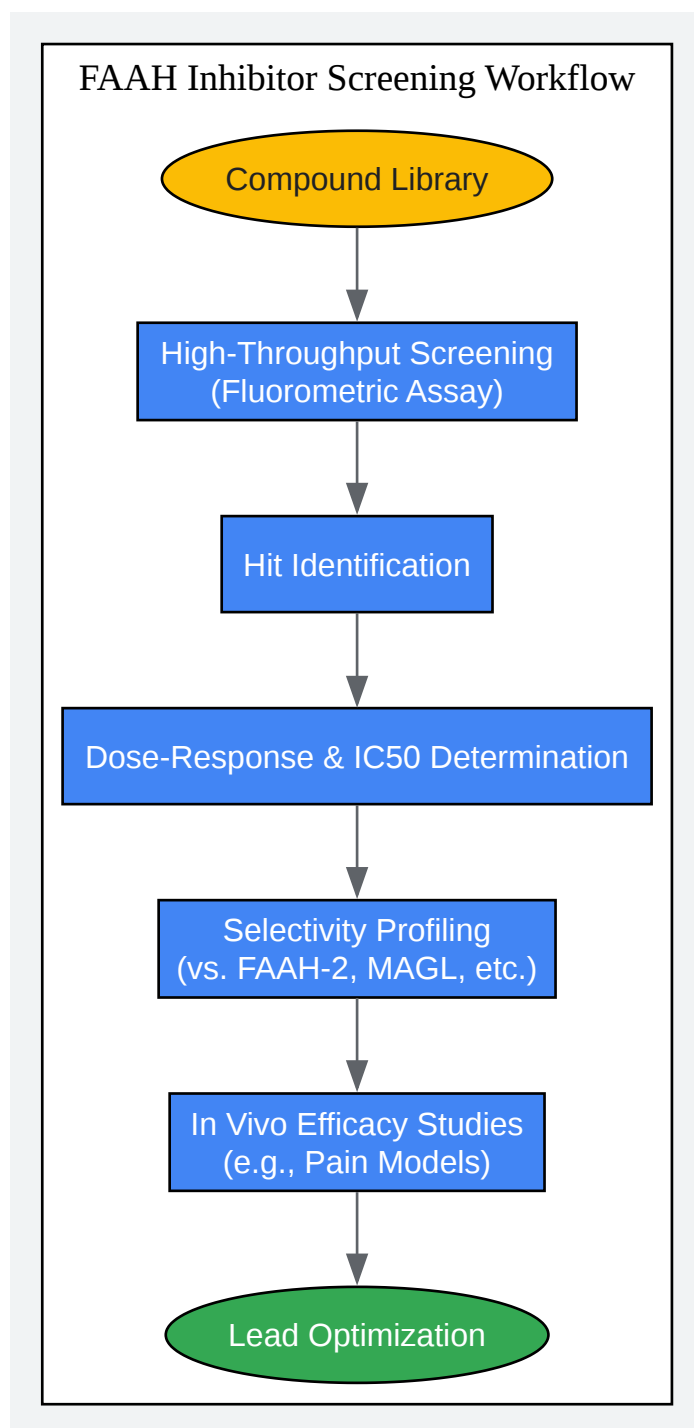 FAAH Inhibitor Screening Workflow
Compound Library
High-Throughput Screening
(Fluorometric Assay)
Hit Identification
Dose-Response & IC50 Determination
Selectivity Profiling
(vs. FAAH-2, MAGL, etc.)
In Vivo Efficacy Studies
(e.g., Pain Models)
Lead Optimization